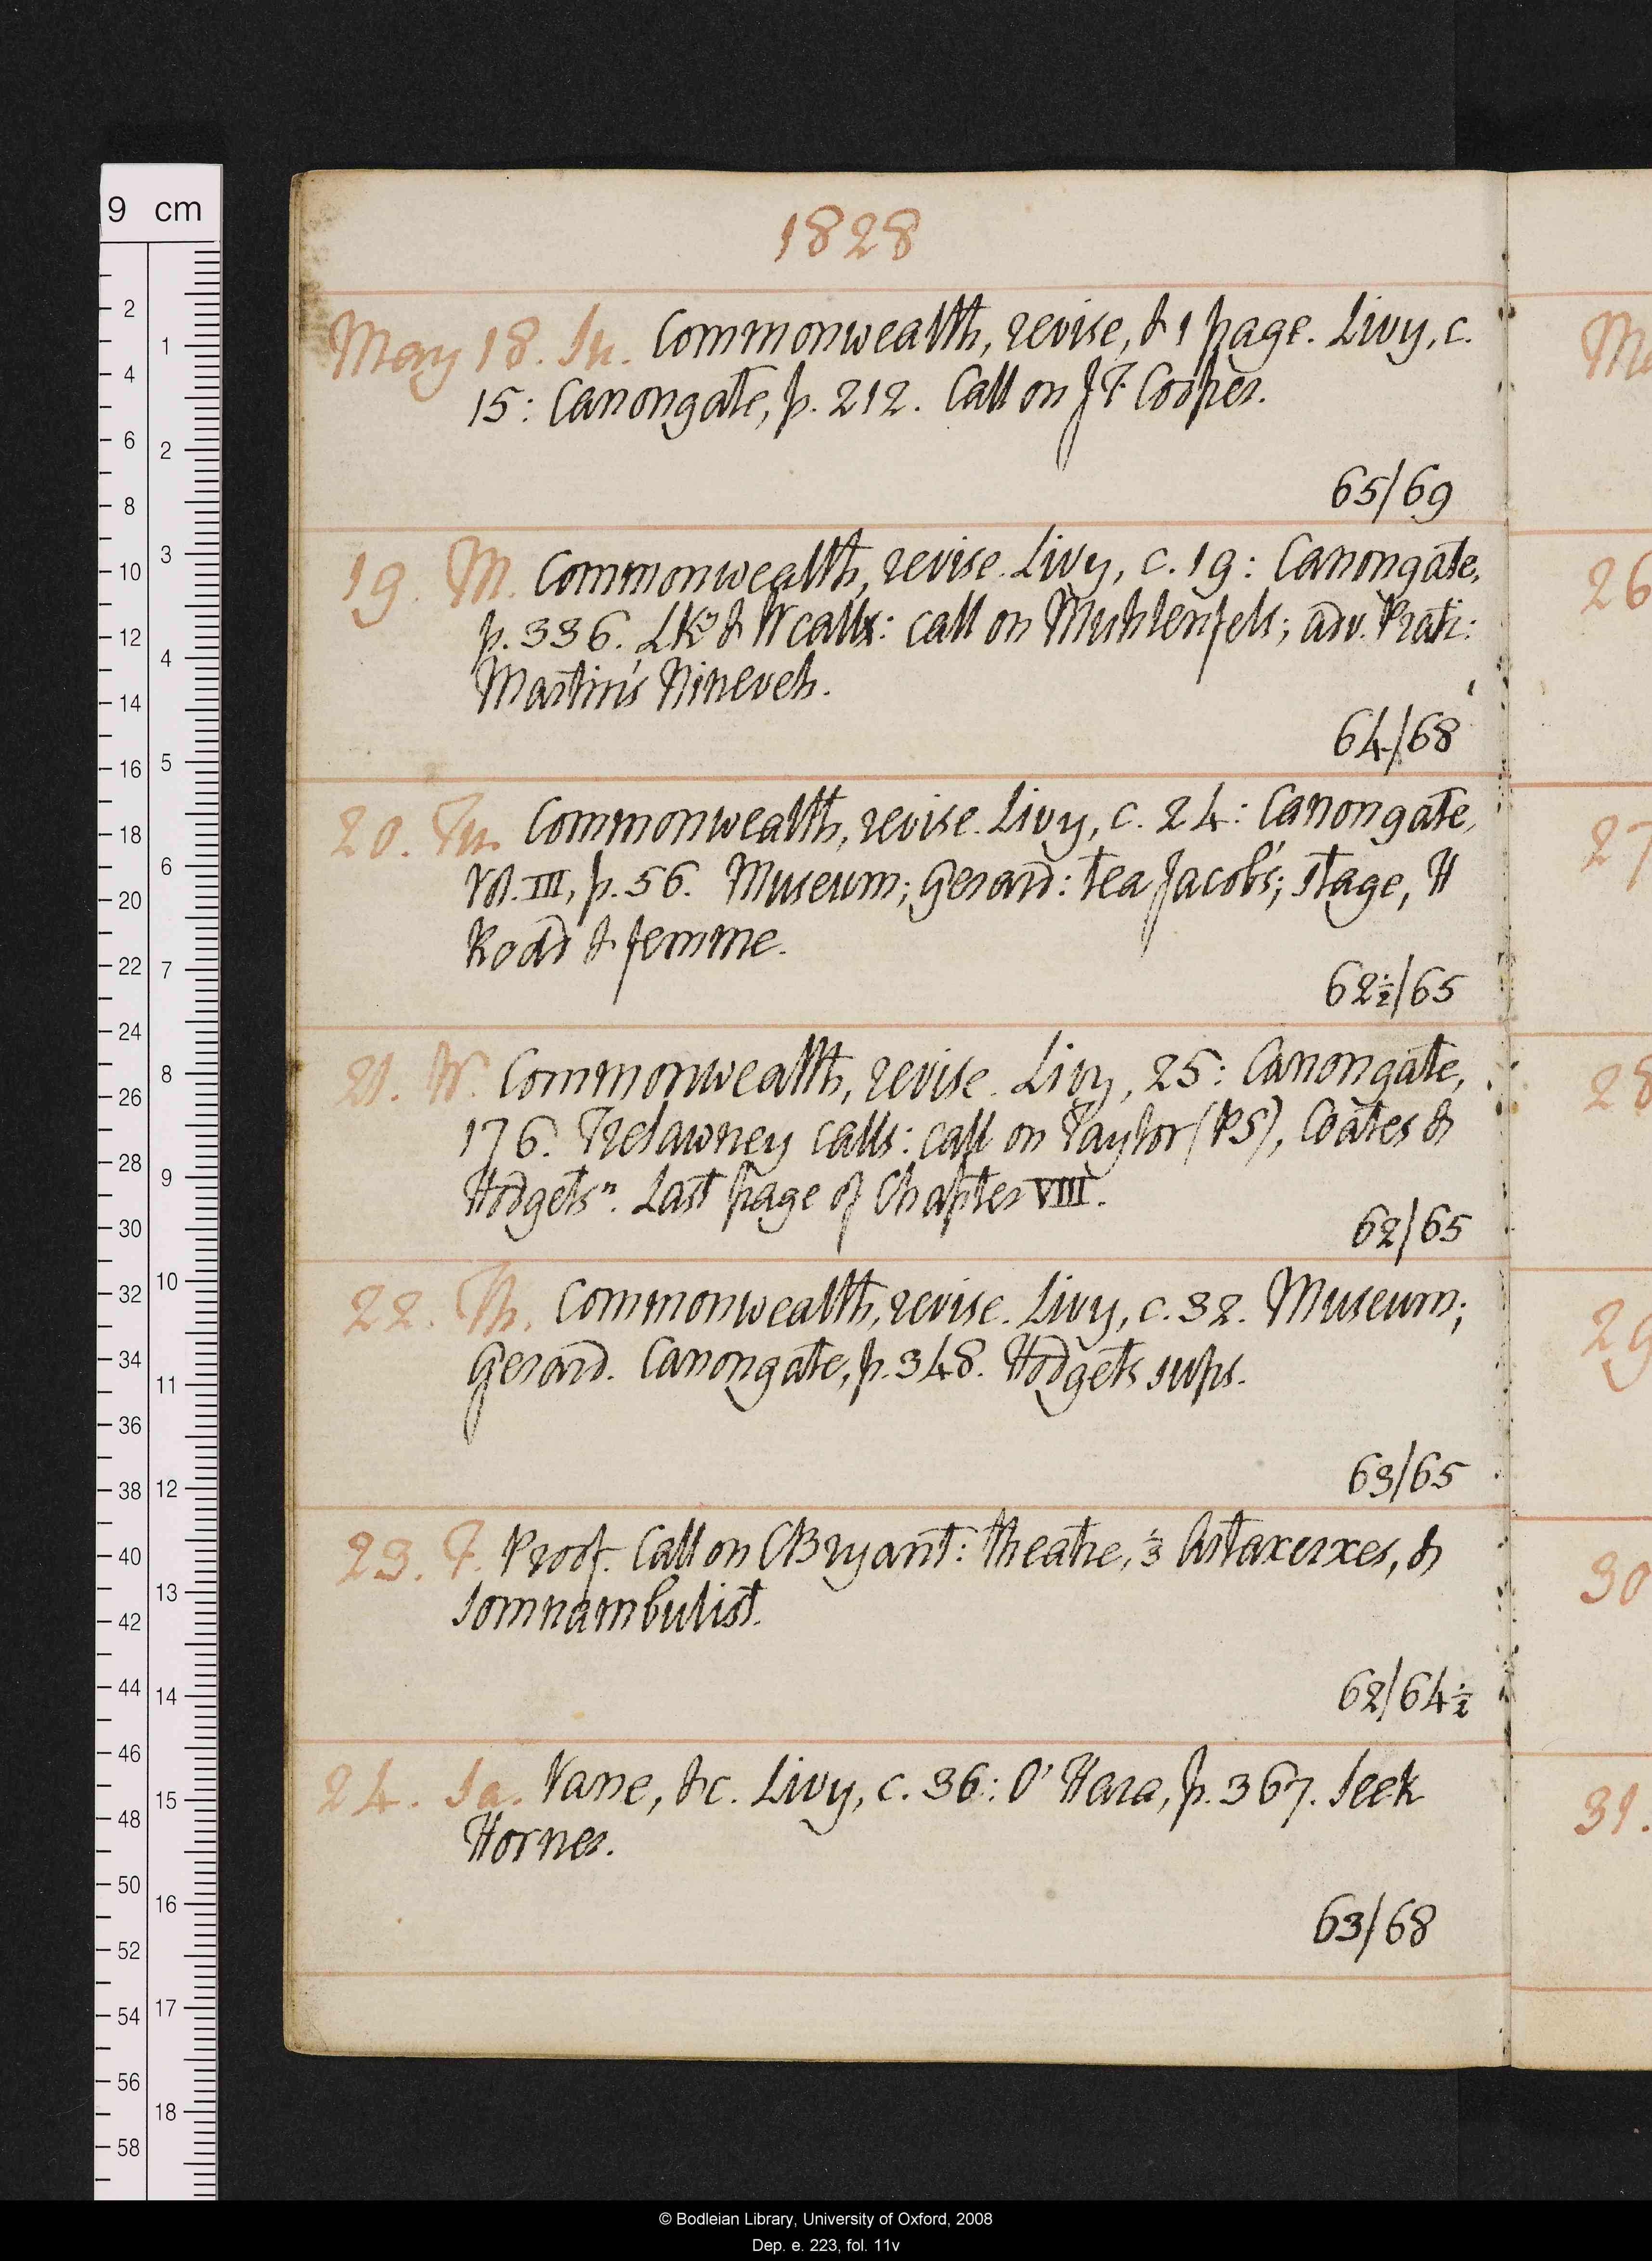 1828
May 18. Su. Commonwealth, revise, & 1 page. Livy, c.
15: Canongate, p. 212. Call on J F Cooper.
65/69
19. M. Commonwealth, revise. Livy, c. 19: Canongate,
p. 336. & W calls: call on Muhlenfels; adv. Prati:
Martin's Nineveh.
64/68
20. Tu. Commonwealth, revise. Livy, c. 24: Canongate,
Vol. III, p. 56. Museum; Gerard: tea Jacob's; stage, H
Rodd & femme.
62½/65
21. W. Commonwealth, revise. Livy, 25: Canongate,
176. Trelawney calls: call on Taylor (PS), Coates &
Hodgets n. Last page of Chapter VIII.
62/65
22. Th. Commonwealth, revise. Livy, c. 32. Museum;
Gerard. Canongate, p. 348. Hodgets sups.
63/65
23. F. Proof. Call on CBryant: theatre, ⅓ Artaxerxes, &
Somnambulist.
62/64½
24. Sa. Vane, &c. Livy, c. 36: O'Hara, p. 367. Seek
Hornes.
63/68
26
27
28
29
30
31.
9 cm
2 4 6 8 10 12 14 16 18 20 22 24 26 28 30 32 34 36 38 40 42 44 46 48 50 52 54 56 58
1 2 3 4 5 6 7 8 9 10 11 12 13 14 15 16 17 18
© Bodleian Library, University of Oxford, 2008
Dep. e. 223, fol. 11v